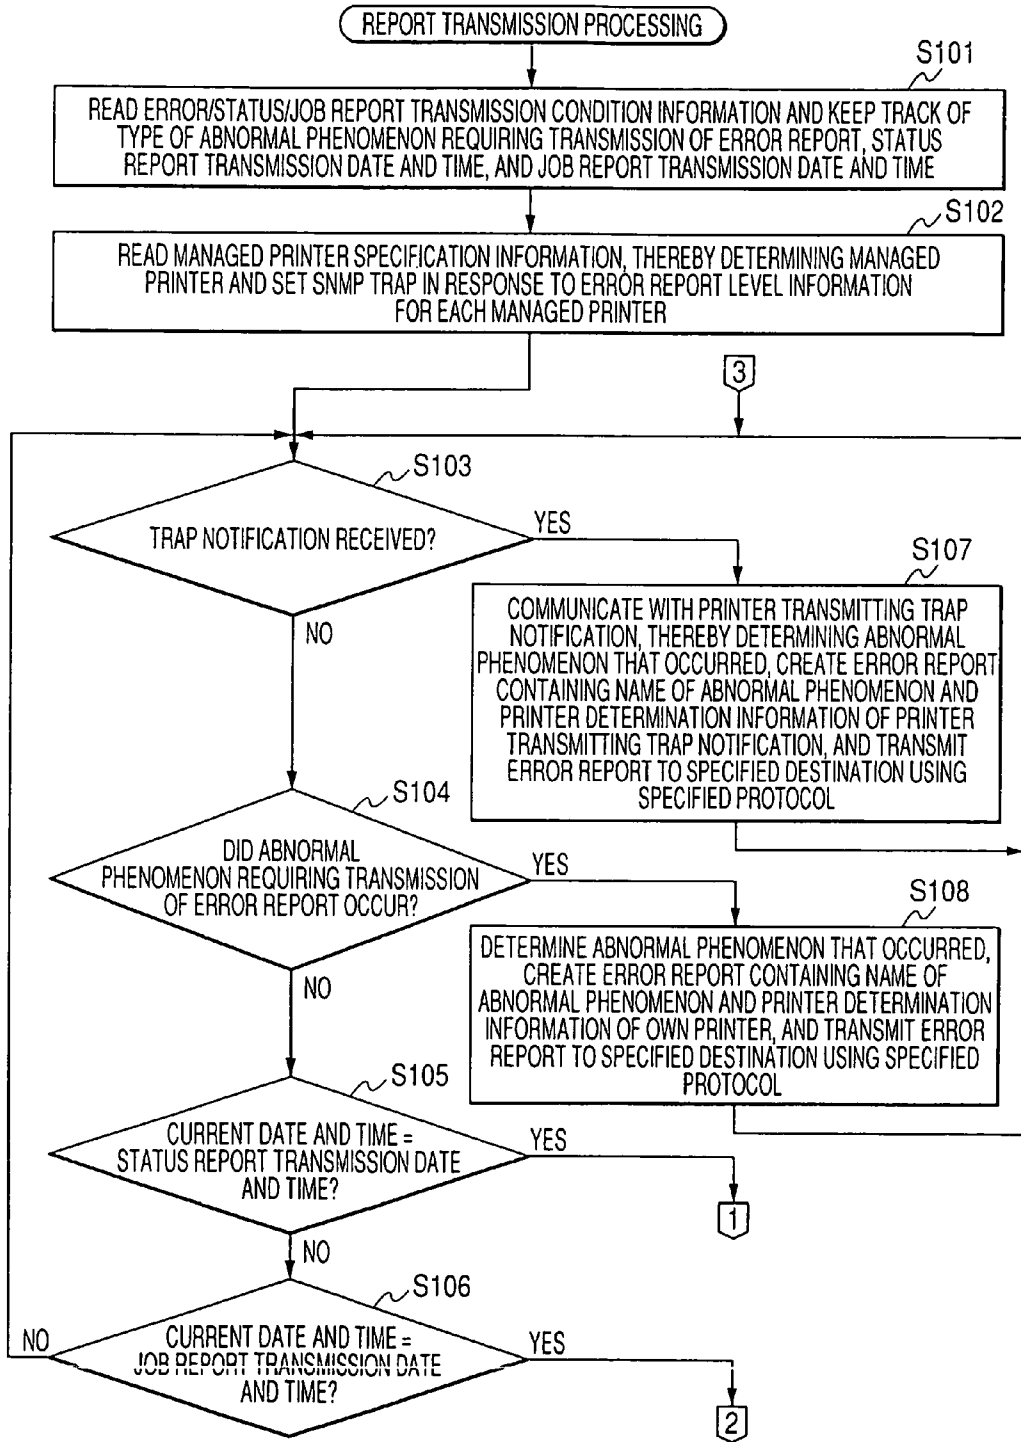 REPORT TRANSMISSION PROCESSING
S101
READ ERROR/STATUS/JOB REPORT TRANSMISSION CONDITION INFORMATION AND KEEP TRACK OF
TYPE OF ABNORMAL PHENOMENON REQUIRING TRANSMISSION OF ERROR REPORT, STATUS
REPORT TRANSMISSION DATE AND TIME, AND JOB REPORT TRANSMISSION DATE AND TIME
S102
READ MANAGED PRINTER SPECIFICATION INFORMATION, THEREBY DETERMINING MANAGED
PRINTER AND SET SNMP TRAP IN RESPONSE TO ERROR REPORT LEVEL INFORMATION
FOR EACH MANAGED PRINTER
3
S103
TRAP NOTIFICATION RECEIVED?
YES
NO
S107
COMMUNICATE WITH PRINTER TRANSMITTING TRAP
NOTIFICATION, THEREBY DETERMINING ABNORMAL
PHENOMENON THAT OCCURRED, CREATE ERROR REPORT
CONTAINING NAME OF ABNORMAL PHENOMENON AND
PRINTER DETERMINATION INFORMATION OF PRINTER
TRANSMITTING TRAP NOTIFICATION, AND TRANSMIT
ERROR REPORT TO SPECIFIED DESTINATION USING
SPECIFIED PROTOCOL
S104
DID ABNORMAL
PHENOMENON REQUIRING TRANSMISSION
OF ERROR REPORT OCCUR?
YES
NO
S108
DETERMINE ABNORMAL PHENOMENON THAT OCCURRED,
CREATE ERROR REPORT CONTAINING NAME OF
ABNORMAL PHENOMENON AND PRINTER DETERMINATION
INFORMATION OF OWN PRINTER, AND TRANSMIT ERROR
REPORT TO SPECIFIED DESTINATION USING SPECIFIED
PROTOCOL
S105
CURRENT DATE AND TIME =
STATUS REPORT TRANSMISSION DATE
AND TIME?
YES
1
NO
S106
CURRENT DATE AND TIME =
JOB REPORT TRANSMISSION DATE
AND TIME?
NO
YES
2